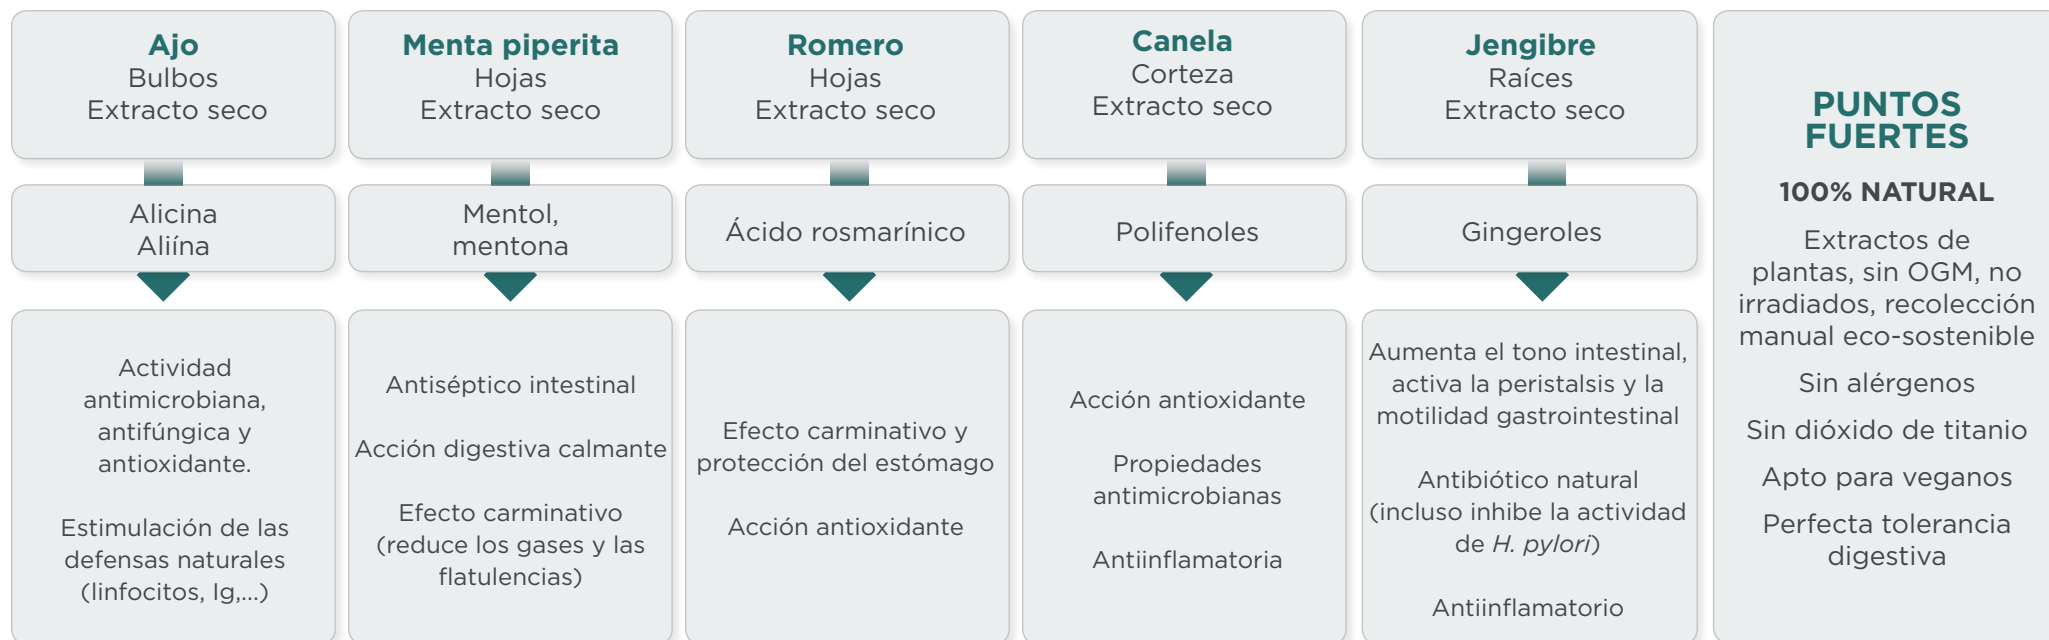 Ajo
Bulbos
Extracto seco
Alicina
Aliína
Actividad
antimicrobiana,
antifúngica y
antioxidante.
Estimulación de las
defensas naturales
(linfocitos, Ig,...)
Menta piperita
Hojas
Extracto seco
Mentol,
mentona
Antiséptico intestinal
Acción digestiva calmante
Efecto carminativo
(reduce los gases y las
flatulencias)
Romero
Hojas
Extracto seco
Ácido rosmarínico
Efecto carminativo y
protección del estómago
Acción antioxidante
Canela
Corteza
Extracto seco
Polifenoles
Acción antioxidante
Propiedades
antimicrobianas
Antiinflamatoria
Jengibre
Raíces
Extracto seco
Gingeroles
Aumenta el tono intestinal,
activa la peristalsis y la
motilidad gastrointestinal
Antibiótico natural
(incluso inhibe la actividad
de H. pylori)
Antiinflamatorio
PUNTOS
FUERTES
100% NATURAL
Extractos de
plantas, sin OGM, no
irradiados, recolección
manual eco-sostenible
Sin alérgenos
Sin dióxido de titanio
Apto para veganos
Perfecta tolerancia
digestiva